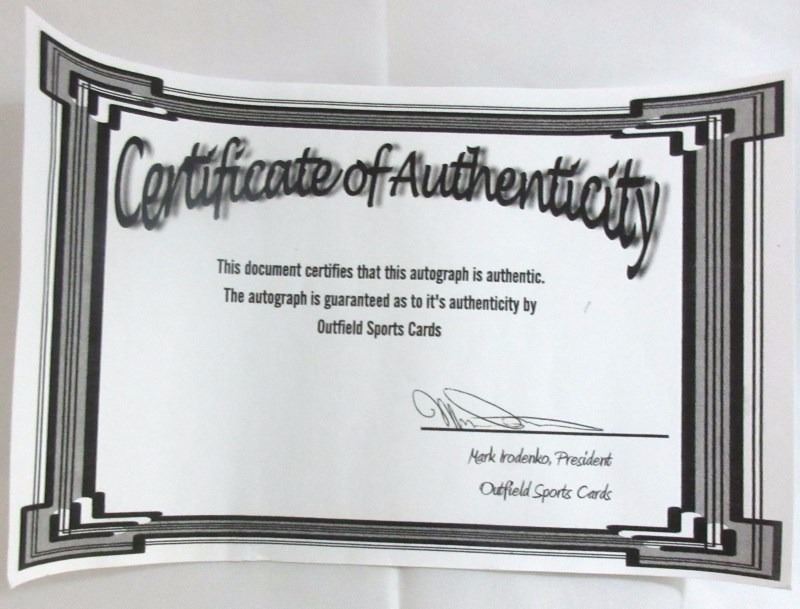 Certificate of Authenticity
This document certifies that this autograph is authentic.
The autograph is guaranteed as to it's authenticity by
Outfield Sports Cards
Mark Irodenko, President
Outfield Sports Cards